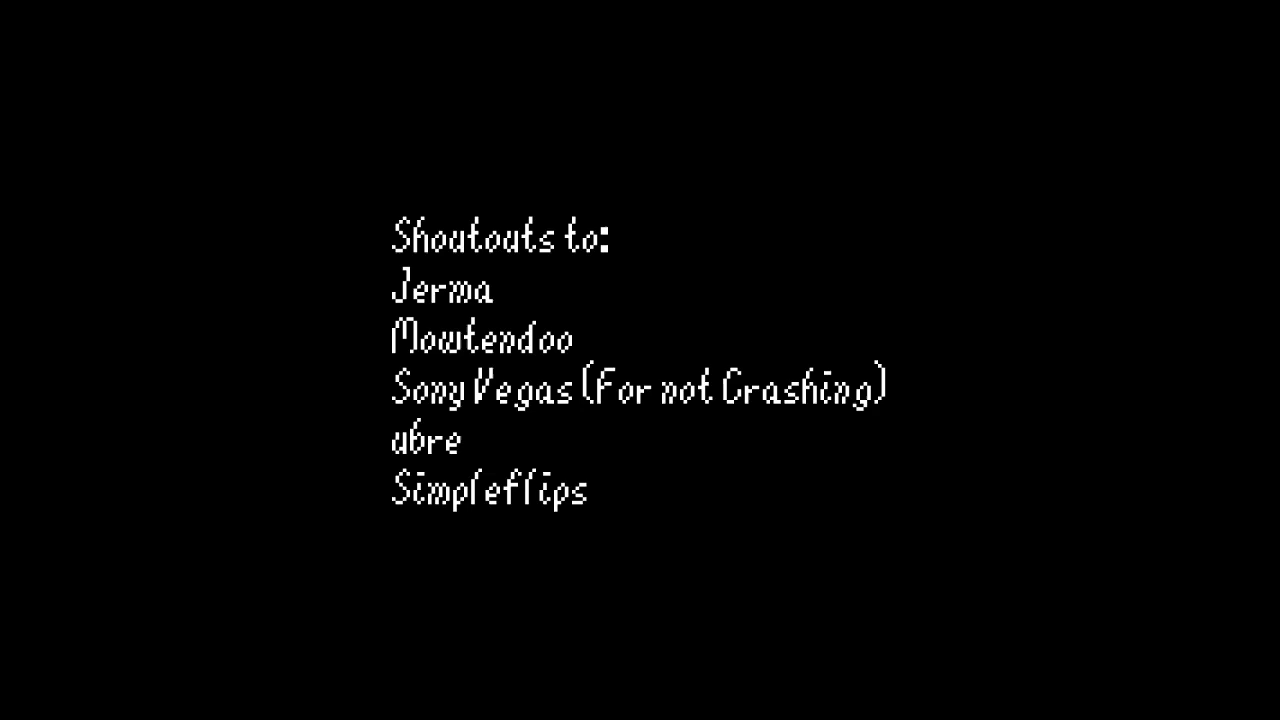 Shoutouts to:
Jerma
Mowtendoo
Sony Vegas (For not Crashing)
ubre
Simpleflips